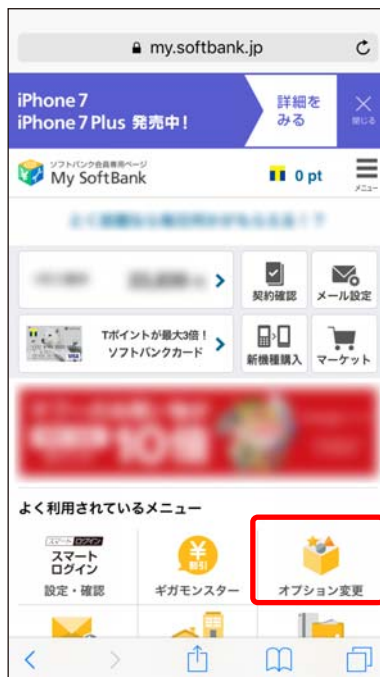 my.softbank.jp
iPhone 7
iPhone 7 Plus 発売中！
詳細を
みる
閉じる
ソフトバンク会員専用ページ
My SoftBank
0 pt
メニュー
契約確認
メール設定
Tポイントが最大3倍！
ソフトバンクカード
VISA
新機種購入
マーケット
10倍
よく利用されているメニュー
スマート ログイン
スマート
ログイン
設定・確認
¥
割引
ギガモンスター
オプション変更